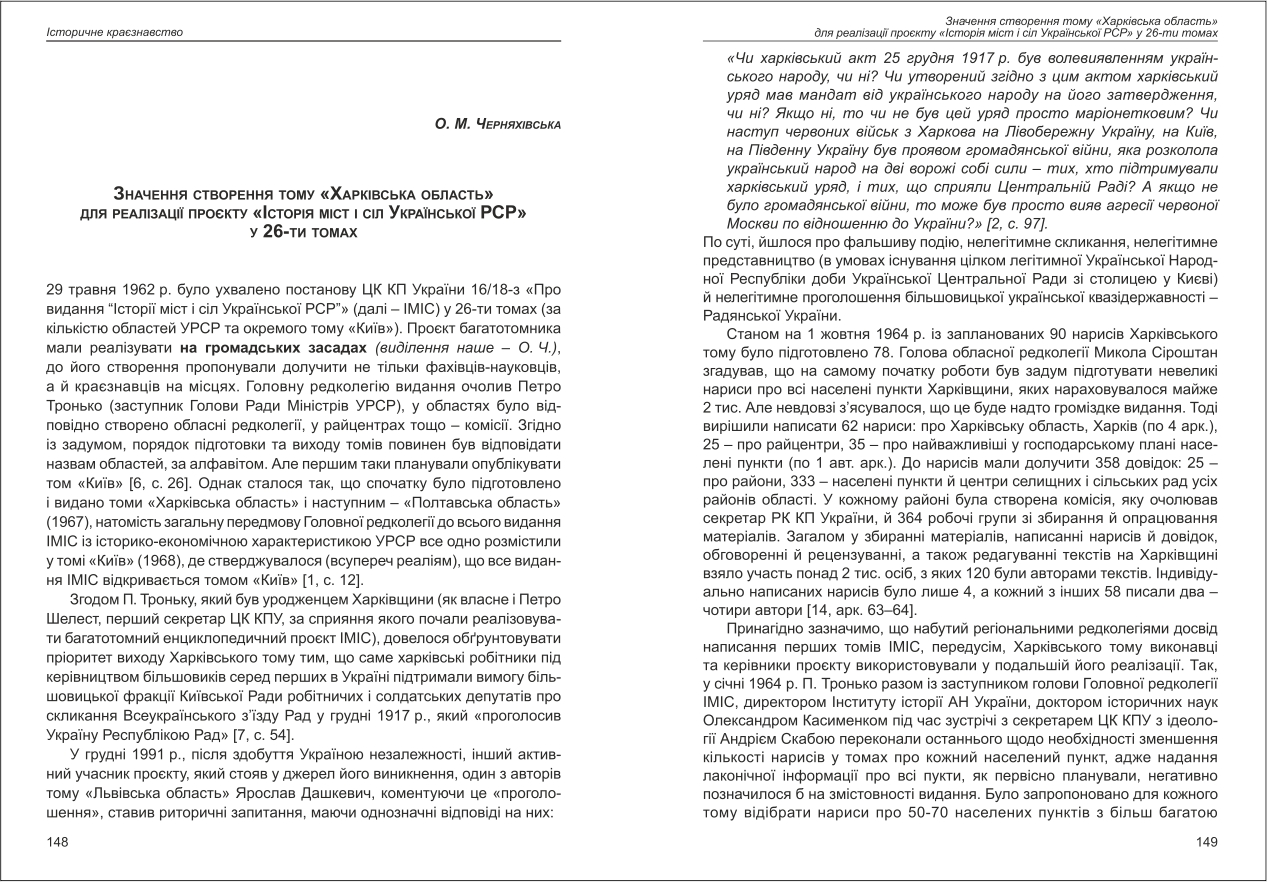 Історичне краєзнавство
О. М. Черняхівська
Значення створення тому «Харківська область»
для реалізації проєкту «Історія міст і сіл Української РСР»
у 26-ти томах
29 травня 1962 р. було ухвалено постанову ЦК КП України 16/18-з «Про
видання “Історії міст і сіл Української РСР”» (далі – ІМІС) у 26-ти томах (за
кількістю областей УРСР та окремого тому «Київ»). Проєкт багатотомника
мали реалізувати на громадських засадах (виділення наше – О. Ч.),
до його створення пропонували долучити не тільки фахівців-науковців,
а й краєзнавців на місцях. Головну редколегію видання очолив Петро
Тронько (заступник Голови Ради Міністрів УРСР), у областях було від-
повідно створено обласні редколегії, у райцентрах тощо – комісії. Згідно
із задумом, порядок підготовки та виходу томів повинен був відповідати
назвам областей, за алфавітом. Але першим таки планували опублікувати
том «Київ» [6, с. 26]. Однак сталося так, що спочатку було підготовлено
і видано томи «Харківська область» і наступним – «Полтавська область»
(1967), натомість загальну передмову Головної редколегії до всього видання
ІМІС із історико-економічною характеристикою УРСР все одно розмістили
у томі «Київ» (1968), де стверджувалося (всупереч реаліям), що все видан-
ня ІМІС відкривається томом «Київ» [1, с. 12].
Згодом П. Троньку, який був уродженцем Харківщини (як власне і Петро
Шелест, перший секретар ЦК КПУ, за сприяння якого почали реалізовува-
ти багатотомний енциклопедичний проєкт ІМІС), довелося обґрунтовувати
пріоритет виходу Харківського тому тим, що саме харківські робітники під
керівництвом більшовиків серед перших в Україні підтримали вимогу біль-
шовицької фракції Київської Ради робітничих і солдатських депутатів про
скликання Всеукраїнського з’їзду Рад у грудні 1917 р., який «проголосив
Україну Республікою Рад» [7, с. 54].
У грудні 1991 р., після здобуття Україною незалежності, інший актив-
ний учасник проєкту, який стояв у джерел його виникнення, один з авторів
тому «Львівська область» Ярослав Дашкевич, коментуючи це «проголо-
шення», ставив риторичні запитання, маючи однозначні відповіді на них:
148
Значення створення тому «Харківська область»
для реалізації проєкту «Історія міст і сіл Української РСР» у 26-ти томах
«Чи харківський акт 25 грудня 1917 р. був волевиявленням україн-
ського народу, чи ні? Чи утворений згідно з цим актом харківський
уряд мав мандат від українського народу на його затвердження,
чи ні? Якщо ні, то чи не був цей уряд просто маріонетковим? Чи
наступ червоних військ з Харкова на Лівобережну Україну, на Київ,
на Південну Україну був проявом громадянської війни, яка розколола
український народ на дві ворожі собі сили – тих, хто підтримували
харківський уряд, і тих, що сприяли Центральній Раді? А якщо не
було громадянської війни, то може був просто вияв агресії червоної
Москви по відношенню до України?» [2, с. 97].
По суті, йшлося про фальшиву подію, нелегітимне скликання, нелегітимне
представництво (в умовах існування цілком легітимної Української Народ-
ної Республіки доби Української Центральної Ради зі столицею у Києві)
й нелегітимне проголошення більшовицької української квазідержавності –
Радянської України.
Станом на 1 жовтня 1964 р. із запланованих 90 нарисів Харківського
тому було підготовлено 78. Голова обласної редколегії Микола Сіроштан
згадував, що на самому початку роботи був задум підготувати невеликі
нариси про всі населені пункти Харківщини, яких нараховувалося майже
2 тис. Але невдовзі з’ясувалося, що це буде надто громіздке видання. Тоді
вирішили написати 62 нариси: про Харківську область, Харків (по 4 арк.),
25 – про райцентри, 35 – про найважливіші у господарському плані насе-
лені пункти (по 1 авт. арк.). До нарисів мали долучити 358 довідок: 25 –
про райони, 333 – населені пункти й центри селищних і сільських рад усіх
районів області. У кожному районі була створена комісія, яку очолював
секретар РК КП України, й 364 робочі групи зі збирання й опрацювання
матеріалів. Загалом у збиранні матеріалів, написанні нарисів й довідок,
обговоренні й рецензуванні, а також редагуванні текстів на Харківщині
взяло участь понад 2 тис. осіб, з яких 120 були авторами текстів. Індивіду-
ально написаних нарисів було лише 4, а кожний з інших 58 писали два –
чотири автори [14, арк. 63–64].
Принагідно зазначимо, що набутий регіональними редколегіями досвід
написання перших томів ІМІС, передусім, Харківського тому виконавці
та керівники проєкту використовували у подальшій його реалізації. Так,
у січні 1964 р. П. Тронько разом із заступником голови Головної редколегії
ІМІС, директором Інституту історії АН України, доктором історичних наук
Олександром Касименком під час зустрічі з секретарем ЦК КПУ з ідеоло-
гії Андрієм Скабою переконали останнього щодо необхідності зменшення
кількості нарисів у томах про кожний населений пункт, адже надання
лаконічної інформації про всі пукти, як первісно планували, негативно
позначилося б на змістовності видання. Було запропоновано для кожного
тому відібрати нариси про 50-70 населених пунктів з більш багатою
149